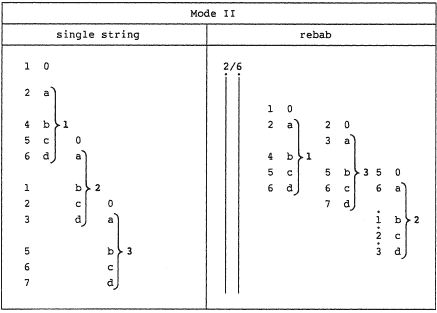 Mode II
single string rebab
1 0 2̣/6̣
2 a
1 0
4 b 1 2 a 2 0
5 c 0 3 a
6 d a 4 b 1
5 c 5 b 3 5 0
1 b 2 6 d 6 c 6 a
2 c 0 7 d
3 d a 1̇ b 2
2̇ c
5 b 3 3̇ d
6 c
7 d